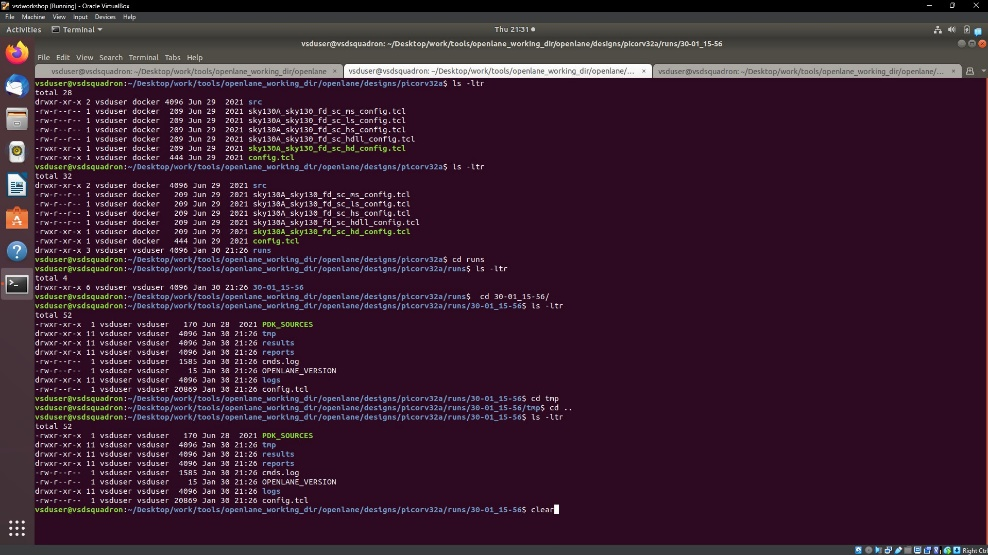 vsdworkshop [Running] - Oracle VirtualBox
File Machine View Input Devices Help
Activities Terminal Thu 21:31
vsduser@vsdsquadron: ~/Desktop/work/tools/openlane_working_dir/openlane/designs/picorv32a/runs/30-01_15-56
File Edit View Search Terminal Tabs Help
vsduser@vsdsquadron: ~/Desktop/work/tools/openlane_working_dir/openlane × vsduser@vsdsquadron: ~/Desktop/work/tools/openlane_working_dir/openlane/... × vsduser@vsdsquadron: ~/Desktop/work/tools/openlane_working_dir/openlane/... ×
vsduser@vsdsquadron:~/Desktop/work/tools/openlane_working_dir/openlane/designs/picorv32a$ ls -ltr
total 28
drwxr-xr-x 2 vsduser docker 4096 Jun 29  2021 src
-rw-r--r-- 1 vsduser docker  209 Jun 29  2021 sky130A_sky130_fd_sc_ms_config.tcl
-rw-r--r-- 1 vsduser docker  209 Jun 29  2021 sky130A_sky130_fd_sc_ls_config.tcl
-rw-r--r-- 1 vsduser docker  209 Jun 29  2021 sky130A_sky130_fd_sc_hs_config.tcl
-rw-r--r-- 1 vsduser docker  209 Jun 29  2021 sky130A_sky130_fd_sc_hdll_config.tcl
-rwxr-xr-x 1 vsduser docker  209 Jun 29  2021 sky130A_sky130_fd_sc_hd_config.tcl
-rwxr-xr-x 1 vsduser docker  444 Jun 29  2021 config.tcl
vsduser@vsdsquadron:~/Desktop/work/tools/openlane_working_dir/openlane/designs/picorv32a$ ls -ltr
total 32
drwxr-xr-x 2 vsduser docker  4096 Jun 29  2021 src
-rw-r--r-- 1 vsduser docker   209 Jun 29  2021 sky130A_sky130_fd_sc_ms_config.tcl
-rw-r--r-- 1 vsduser docker   209 Jun 29  2021 sky130A_sky130_fd_sc_ls_config.tcl
-rw-r--r-- 1 vsduser docker   209 Jun 29  2021 sky130A_sky130_fd_sc_hs_config.tcl
-rw-r--r-- 1 vsduser docker   209 Jun 29  2021 sky130A_sky130_fd_sc_hdll_config.tcl
-rwxr-xr-x 1 vsduser docker   209 Jun 29  2021 sky130A_sky130_fd_sc_hd_config.tcl
-rwxr-xr-x 1 vsduser docker   444 Jun 29  2021 config.tcl
drwxr-xr-x 3 vsduser vsduser 4096 Jan 30 21:26 runs
vsduser@vsdsquadron:~/Desktop/work/tools/openlane_working_dir/openlane/designs/picorv32a$ cd runs
vsduser@vsdsquadron:~/Desktop/work/tools/openlane_working_dir/openlane/designs/picorv32a/runs$ ls -ltr
total 4
drwxr-xr-x 6 vsduser vsduser 4096 Jan 30 21:26 30-01_15-56
vsduser@vsdsquadron:~/Desktop/work/tools/openlane_working_dir/openlane/designs/picorv32a/runs$  cd 30-01_15-56/
vsduser@vsdsquadron:~/Desktop/work/tools/openlane_working_dir/openlane/designs/picorv32a/runs/30-01_15-56$ ls -ltr
total 52
-rwxr-xr-x  1 vsduser vsduser   170 Jun 28  2021 PDK_SOURCES
drwxr-xr-x 11 vsduser vsduser  4096 Jan 30 21:26 tmp
drwxr-xr-x 11 vsduser vsduser  4096 Jan 30 21:26 results
drwxr-xr-x 11 vsduser vsduser  4096 Jan 30 21:26 reports
-rw-r--r--  1 vsduser vsduser  1585 Jan 30 21:26 cmds.log
-rw-r--r--  1 vsduser vsduser    15 Jan 30 21:26 OPENLANE_VERSION
drwxr-xr-x 11 vsduser vsduser  4096 Jan 30 21:26 logs
-rw-r--r--  1 vsduser vsduser 20869 Jan 30 21:26 config.tcl
vsduser@vsdsquadron:~/Desktop/work/tools/openlane_working_dir/openlane/designs/picorv32a/runs/30-01_15-56$ cd tmp
vsduser@vsdsquadron:~/Desktop/work/tools/openlane_working_dir/openlane/designs/picorv32a/runs/30-01_15-56/tmp$ cd ..
vsduser@vsdsquadron:~/Desktop/work/tools/openlane_working_dir/openlane/designs/picorv32a/runs/30-01_15-56$ ls -ltr
total 52
-rwxr-xr-x  1 vsduser vsduser   170 Jun 28  2021 PDK_SOURCES
drwxr-xr-x 11 vsduser vsduser  4096 Jan 30 21:26 tmp
drwxr-xr-x 11 vsduser vsduser  4096 Jan 30 21:26 results
drwxr-xr-x 11 vsduser vsduser  4096 Jan 30 21:26 reports
-rw-r--r--  1 vsduser vsduser  1585 Jan 30 21:26 cmds.log
-rw-r--r--  1 vsduser vsduser    15 Jan 30 21:26 OPENLANE_VERSION
drwxr-xr-x 11 vsduser vsduser  4096 Jan 30 21:26 logs
-rw-r--r--  1 vsduser vsduser 20869 Jan 30 21:26 config.tcl
vsduser@vsdsquadron:~/Desktop/work/tools/openlane_working_dir/openlane/designs/picorv32a/runs/30-01_15-56$ clear
Right Ctrl